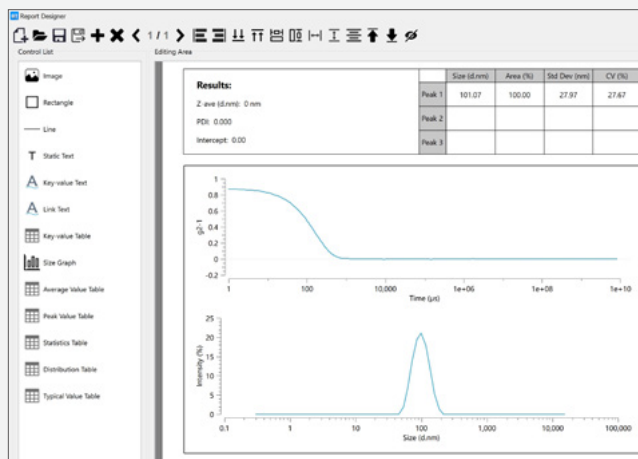 Report Designer
1 / 1
Control List
Editing Area
Image
Rectangle
Line
Static Text
Key-value Text
Link Text
Key-value Table
Size Graph
Average Value Table
Peak Value Table
Statistics Table
Distribution Table
Typical Value Table
Results:
Z-ave (d.nm): 0 nm
PDI: 0.000
Intercept: 0.00
Size (d.nm) Area (%) Std Dev (nm) CV (%)
Peak 1 101.07 100.00 27.97 27.67
Peak 2
Peak 3
g2-1
1
0.8
0.6
0.4
0.2
0
-0.2
1 100 10,000 1e+06 1e+08 1e+10
Time (μs)
Intensity (%)
25
20
15
10
5
0
0.1 1 10 100 1,000 10,000 100,000
Size (d.nm)